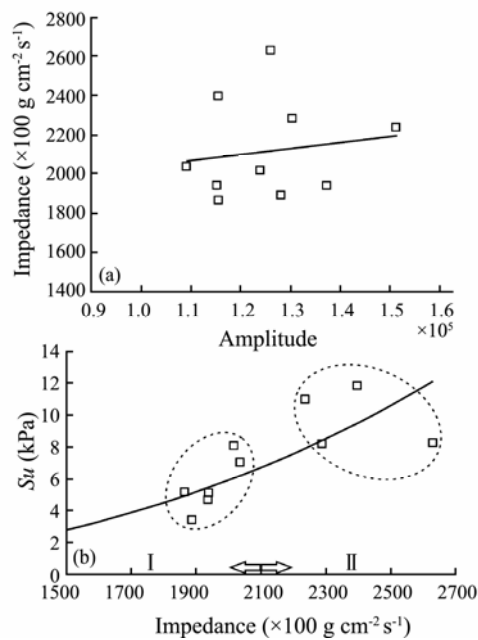 Impedance (×100 g cm⁻² s⁻¹)
2800
2600
2400
2200
2000
1800
1600
1400
(a)
0.9 1.0 1.1 1.2 1.3 1.4 1.5 1.6
Amplitude ×10⁵
Su (kPa)
14
12
10
8
6
4
2
0
(b) I II
1500 1700 1900 2100 2300 2500 2700
Impedance (×100 g cm⁻² s⁻¹)